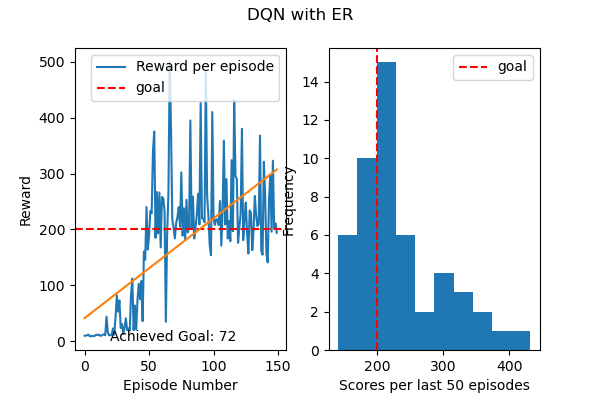 DQN with ER
500
400
300
200
100
0
Reward
Reward per episode
goal
Achieved Goal: 72
0
50
100
150
Episode Number
14
12
10
8
6
4
2
0
Frequency
goal
200
300
400
Scores per last 50 episodes